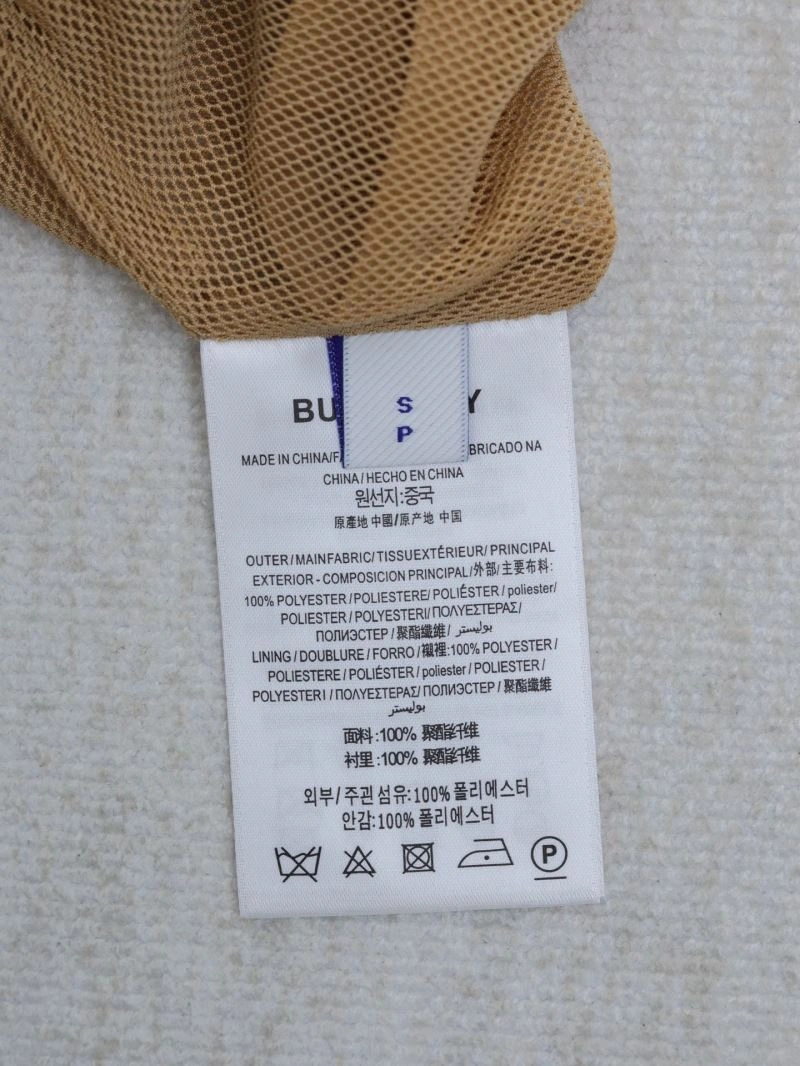 BU Y
S
P
MADE IN CHINA/F BRICADO NA
CHINA / HECHO EN CHINA
원선지:중국
原產地 中國/原产地 中国
OUTER / MAINFABRIC/ TISSUEXTÉRIEUR/ PRINCIPAL
EXTERIOR - COMPOSICION PRINCIPAL/外部/主要布料:
100% POLYESTER / POLIESTERE/ POLIÉSTER / poliester/
POLIESTER / POLYESTERI/ ΠΟΛΥΕΣΤΕΡΑΣ/
ПОЛИЭСТЕР / 聚酯纖維/ بوليستر
LINING / DOUBLURE / FORRO / 襯裡:100% POLYESTER /
POLIESTERE / POLIÉSTER / poliester / POLIESTER /
POLYESTERI / ΠΟΛΥΕΣΤΕΡΑΣ/ ПОЛИЭСТЕР / 聚酯纖維
بوليستر
面料:100% 聚酯纤维
衬里:100% 聚酯纤维
외부/ 주괸 섬유:100% 폴리에스터
안감:100% 폴리에스터
P